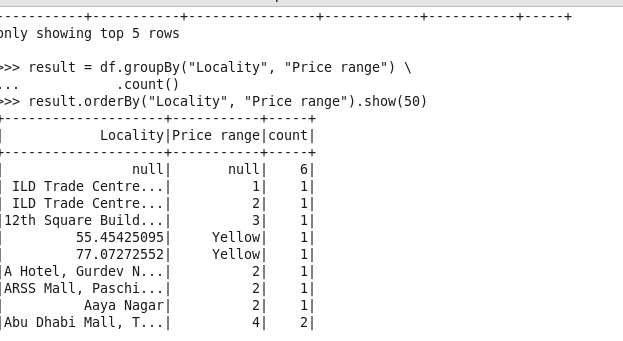 -----------+-----------+----------------+------------+-----------+-----+
only showing top 5 rows
>>> result = df.groupBy("Locality", "Price range") \
...            .count()
>>> result.orderBy("Locality", "Price range").show(50)
+--------------------+-----------+-----+
|            Locality|Price range|count|
+--------------------+-----------+-----+
|                null|       null|    6|
| ILD Trade Centre...|          1|    1|
| ILD Trade Centre...|          2|    1|
|12th Square Build...|          3|    1|
|         55.45425095|     Yellow|    1|
|         77.07272552|     Yellow|    1|
|A Hotel, Gurdev N...|          2|    1|
|ARSS Mall, Paschi...|          2|    1|
|          Aaya Nagar|          2|    1|
|Abu Dhabi Mall, T...|          4|    2|